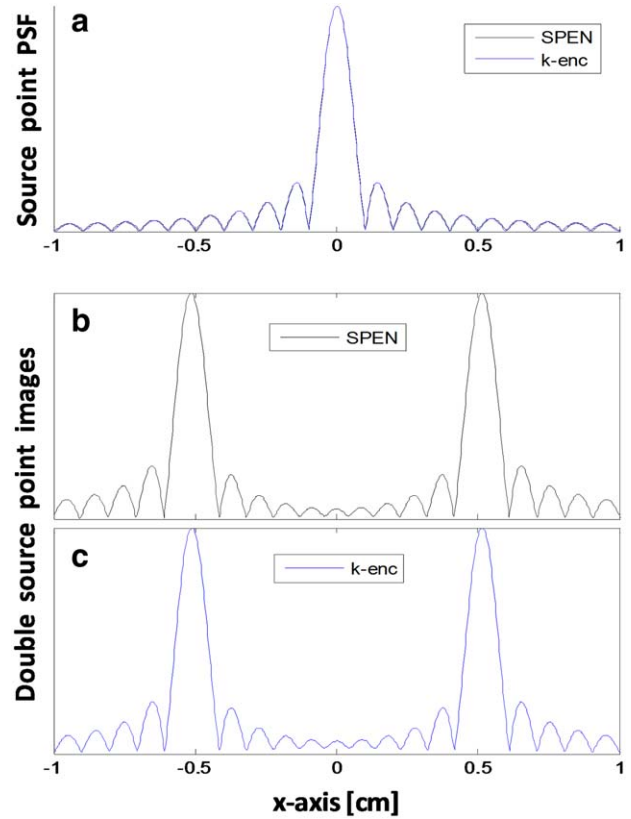 a
Source point PSF
SPEN
k-enc
-1 -0.5 0 0.5 1
b
SPEN
Double source point images
c
k-enc
-1 -0.5 0 0.5 1
x-axis [cm]